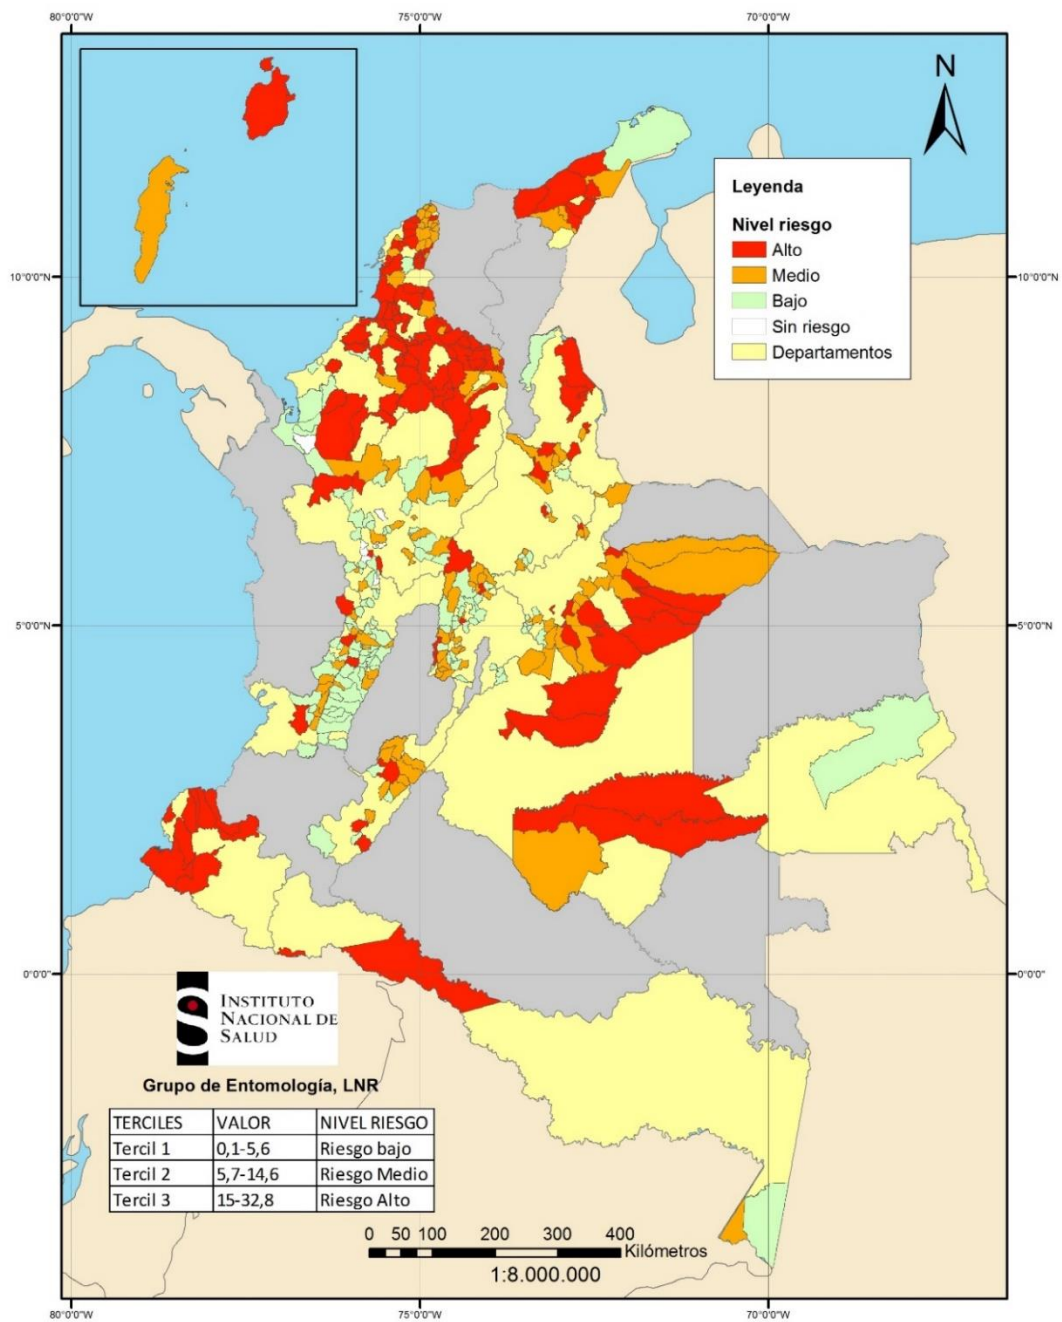 80°0'0"W 75°0'0"W 70°0'0"W
N
Leyenda
Nivel riesgo
Alto
Medio
Bajo
Sin riesgo
Departamentos
10°0'0"N 10°0'0"N
5°0'0"N 5°0'0"N
0°0'0"N 0°0'0"N
INSTITUTO
NACIONAL DE
SALUD
Grupo de Entomología, LNR
TERCILES VALOR NIVEL RIESGO
Tercil 1 0,1-5,6 Riesgo bajo
Tercil 2 5,7-14,6 Riesgo Medio
Tercil 3 15-32,8 Riesgo Alto
0 50 100 200 300 400
Kilómetros
1:8.000.000
80°0'0"W 75°0'0"W 70°0'0"W